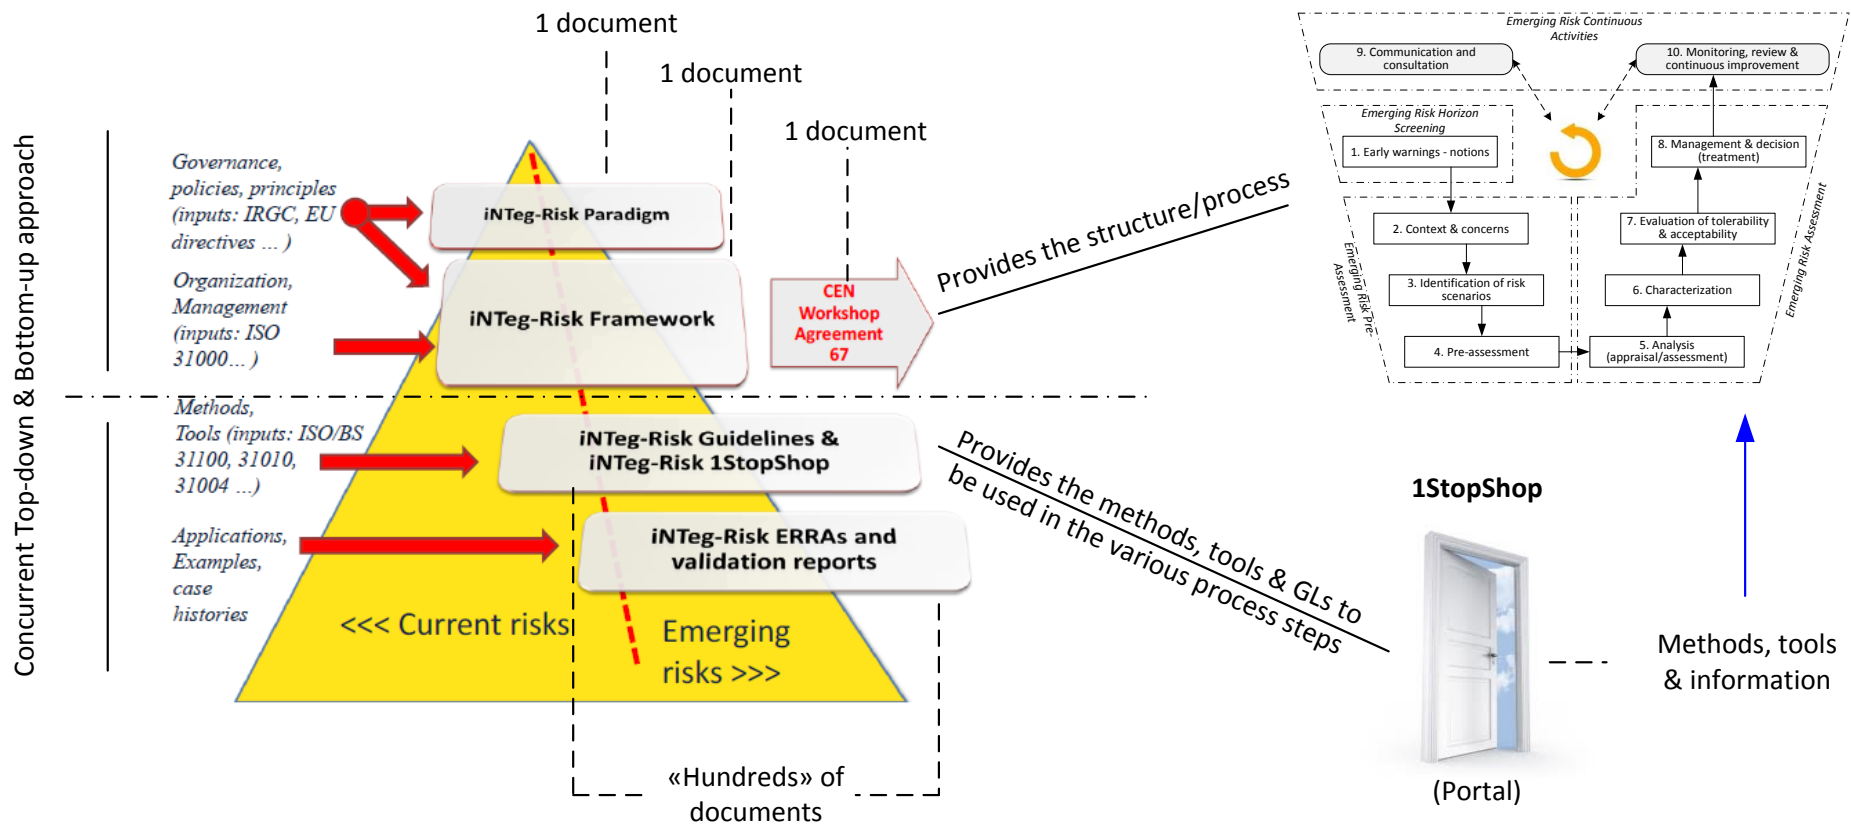 1 document
1 document
1 document
Concurrent Top-down & Bottom-up approach
Governance,
policies, principles
(inputs: IRGC, EU
directives ... )
Organization,
Management
(inputs: ISO
31000... )
Methods,
Tools (inputs: ISO/BS
31100, 31010,
31004 ...)
Applications,
Examples,
case
histories
iNTeg-Risk Paradigm
iNTeg-Risk Framework
CEN
Workshop
Agreement
67
iNTeg-Risk Guidelines &
iNTeg-Risk 1StopShop
iNTeg-Risk ERRAs and
validation reports
<<< Current risks
Emerging
risks >>>
«Hundreds» of
documents
Provides the structure/process
Provides the methods, tools & GLs to
be used in the various process steps
Emerging Risk Continuous
Activities
9. Communication and
consultation
10. Monitoring, review &
continuous improvement
Emerging Risk Horizon
Screening
1. Early warnings - notions
8. Management & decision
(treatment)
2. Context & concerns
7. Evaluation of tolerability
& acceptability
3. Identification of risk
scenarios
6. Characterization
4. Pre-assessment
5. Analysis
(appraisal/assessment)
Emerging Risk Pre-
Assessment
Emerging Risk Assessment
1StopShop
(Portal)
Methods, tools
& information